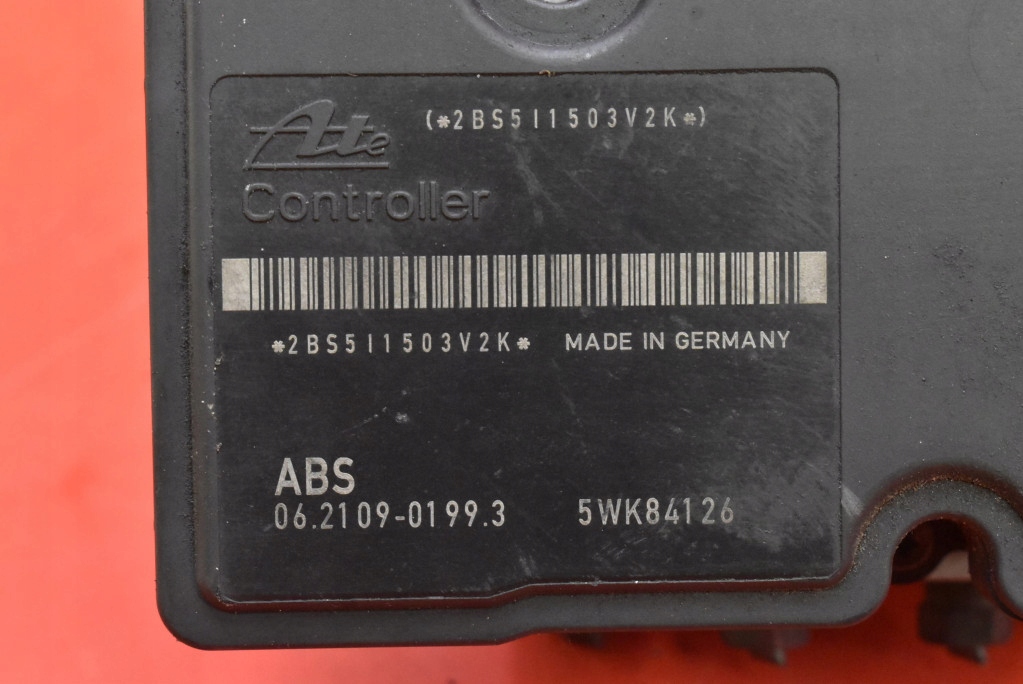 Ate (*2BS5I1503V2K*)
Controller
*2BS5I1503V2K* MADE IN GERMANY
ABS
06.2109-0199.3 5WK84126